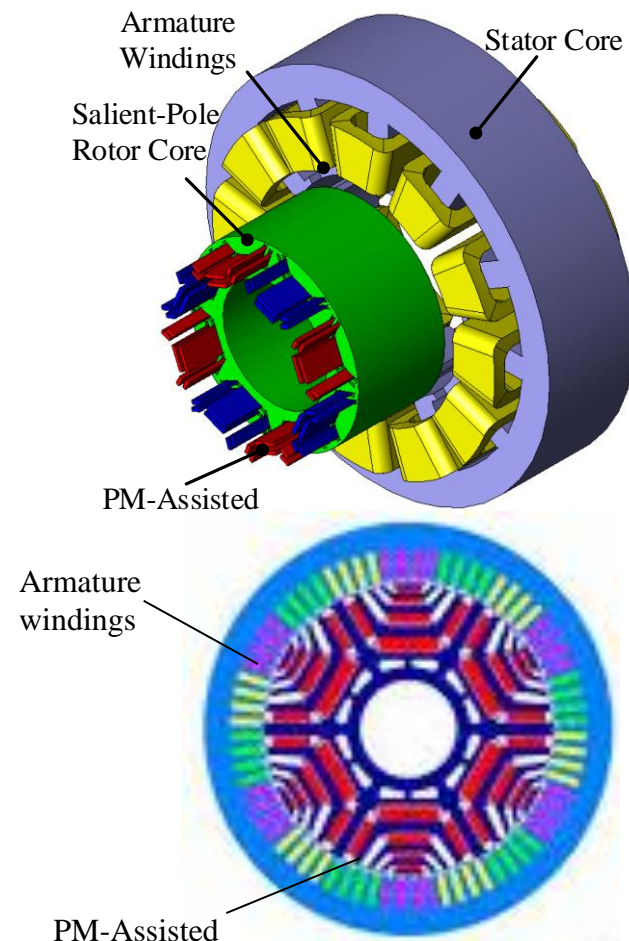 Armature
Windings
Stator Core
Salient-Pole
Rotor Core
PM-Assisted
Armature
windings
PM-Assisted